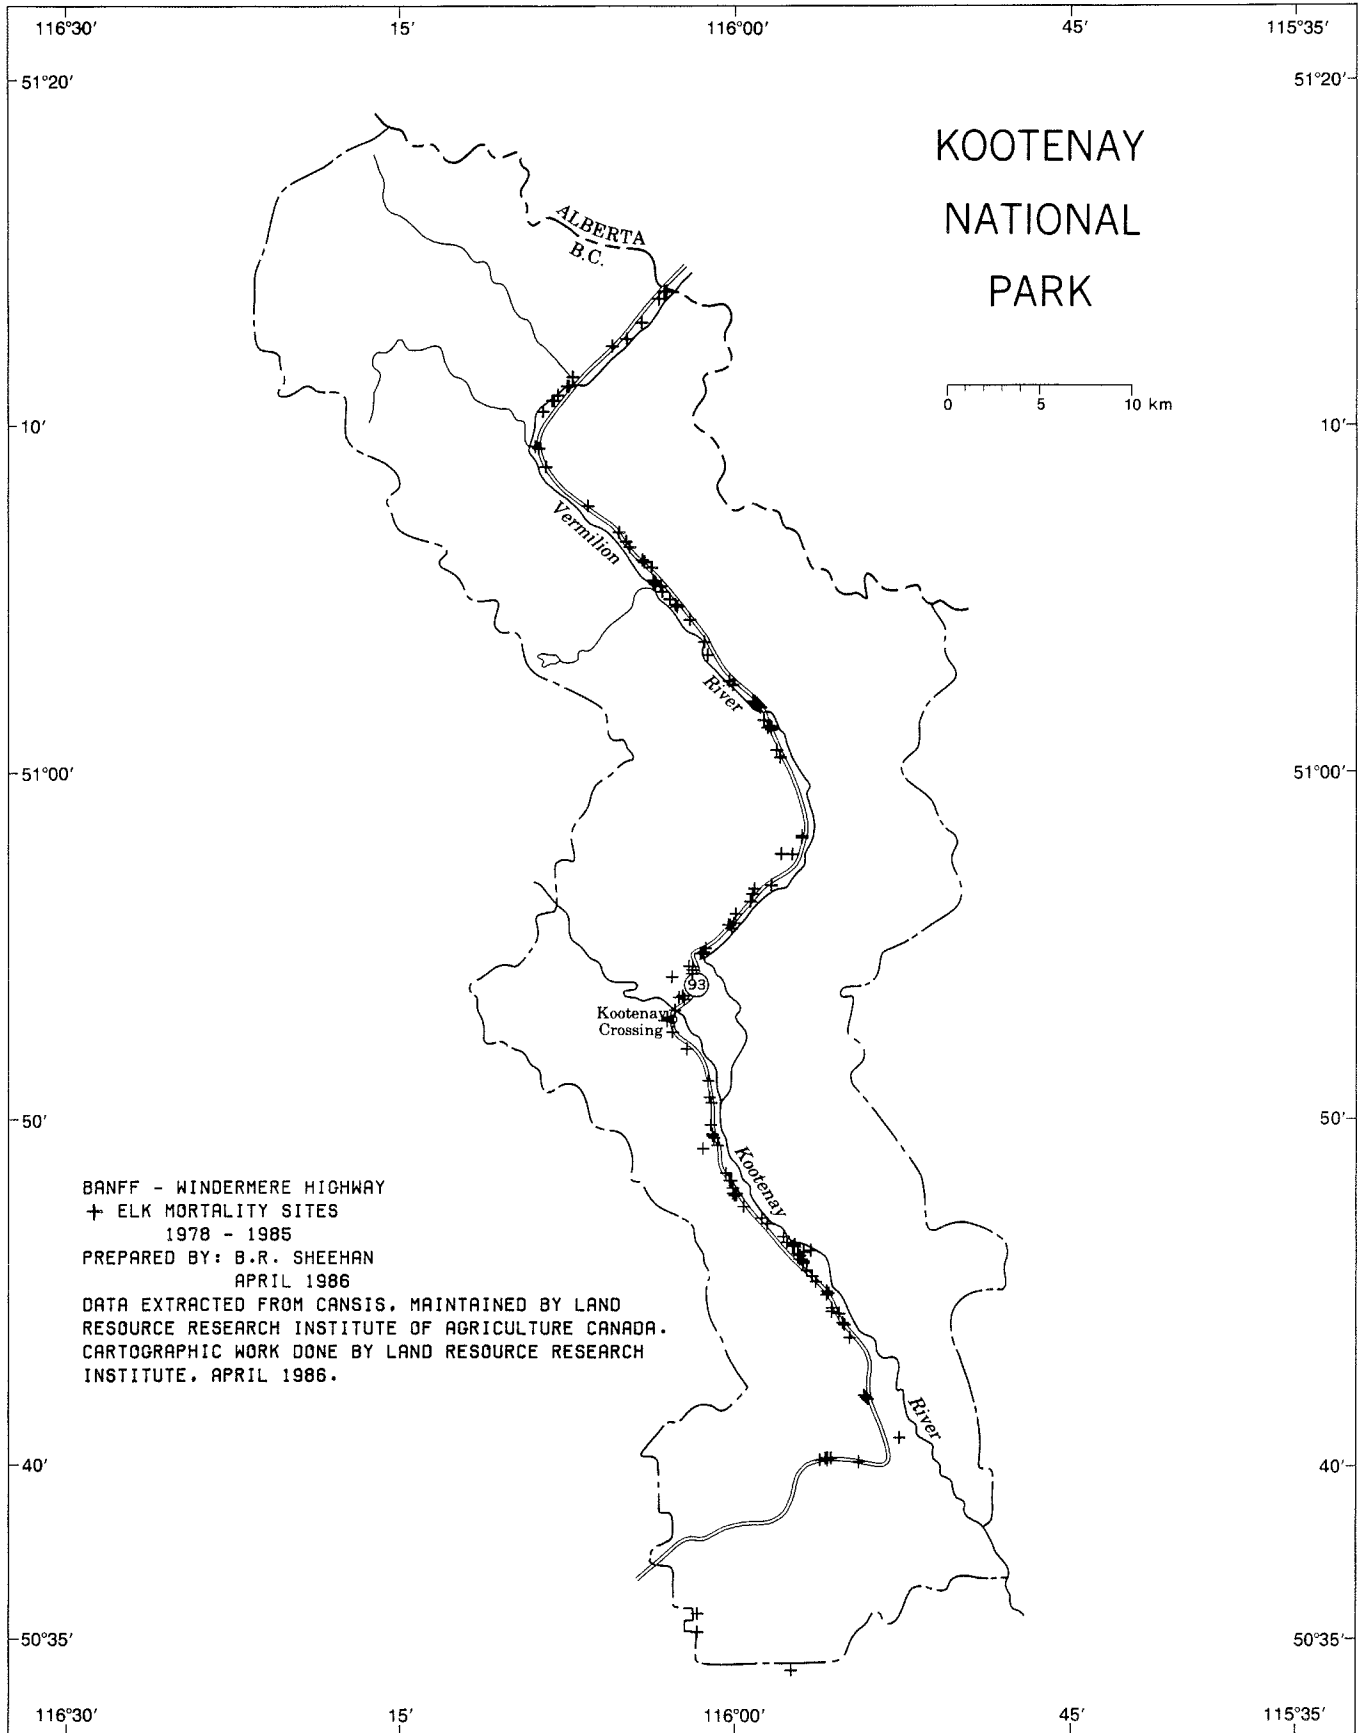 116°30′ 15′ 116°00′ 45′ 115°35′
51°20′ 51°20′
KOOTENAY
NATIONAL
PARK
ALBERTA
B.C.
0 5 10 km
10′ 10′
Vermilion
River
51°00′ 51°00′
93
Kootenay
Crossing
50′ 50′
Kootenay
River
BANFF - WINDERMERE HIGHWAY
+ ELK MORTALITY SITES
1978 - 1985
PREPARED BY: B.R. SHEEHAN
APRIL 1986
DATA EXTRACTED FROM CANSIS, MAINTAINED BY LAND
RESOURCE RESEARCH INSTITUTE OF AGRICULTURE CANADA.
CARTOGRAPHIC WORK DONE BY LAND RESOURCE RESEARCH
INSTITUTE, APRIL 1986.
40′ 40′
50°35′ 50°35′
116°30′ 15′ 116°00′ 45′ 115°35′